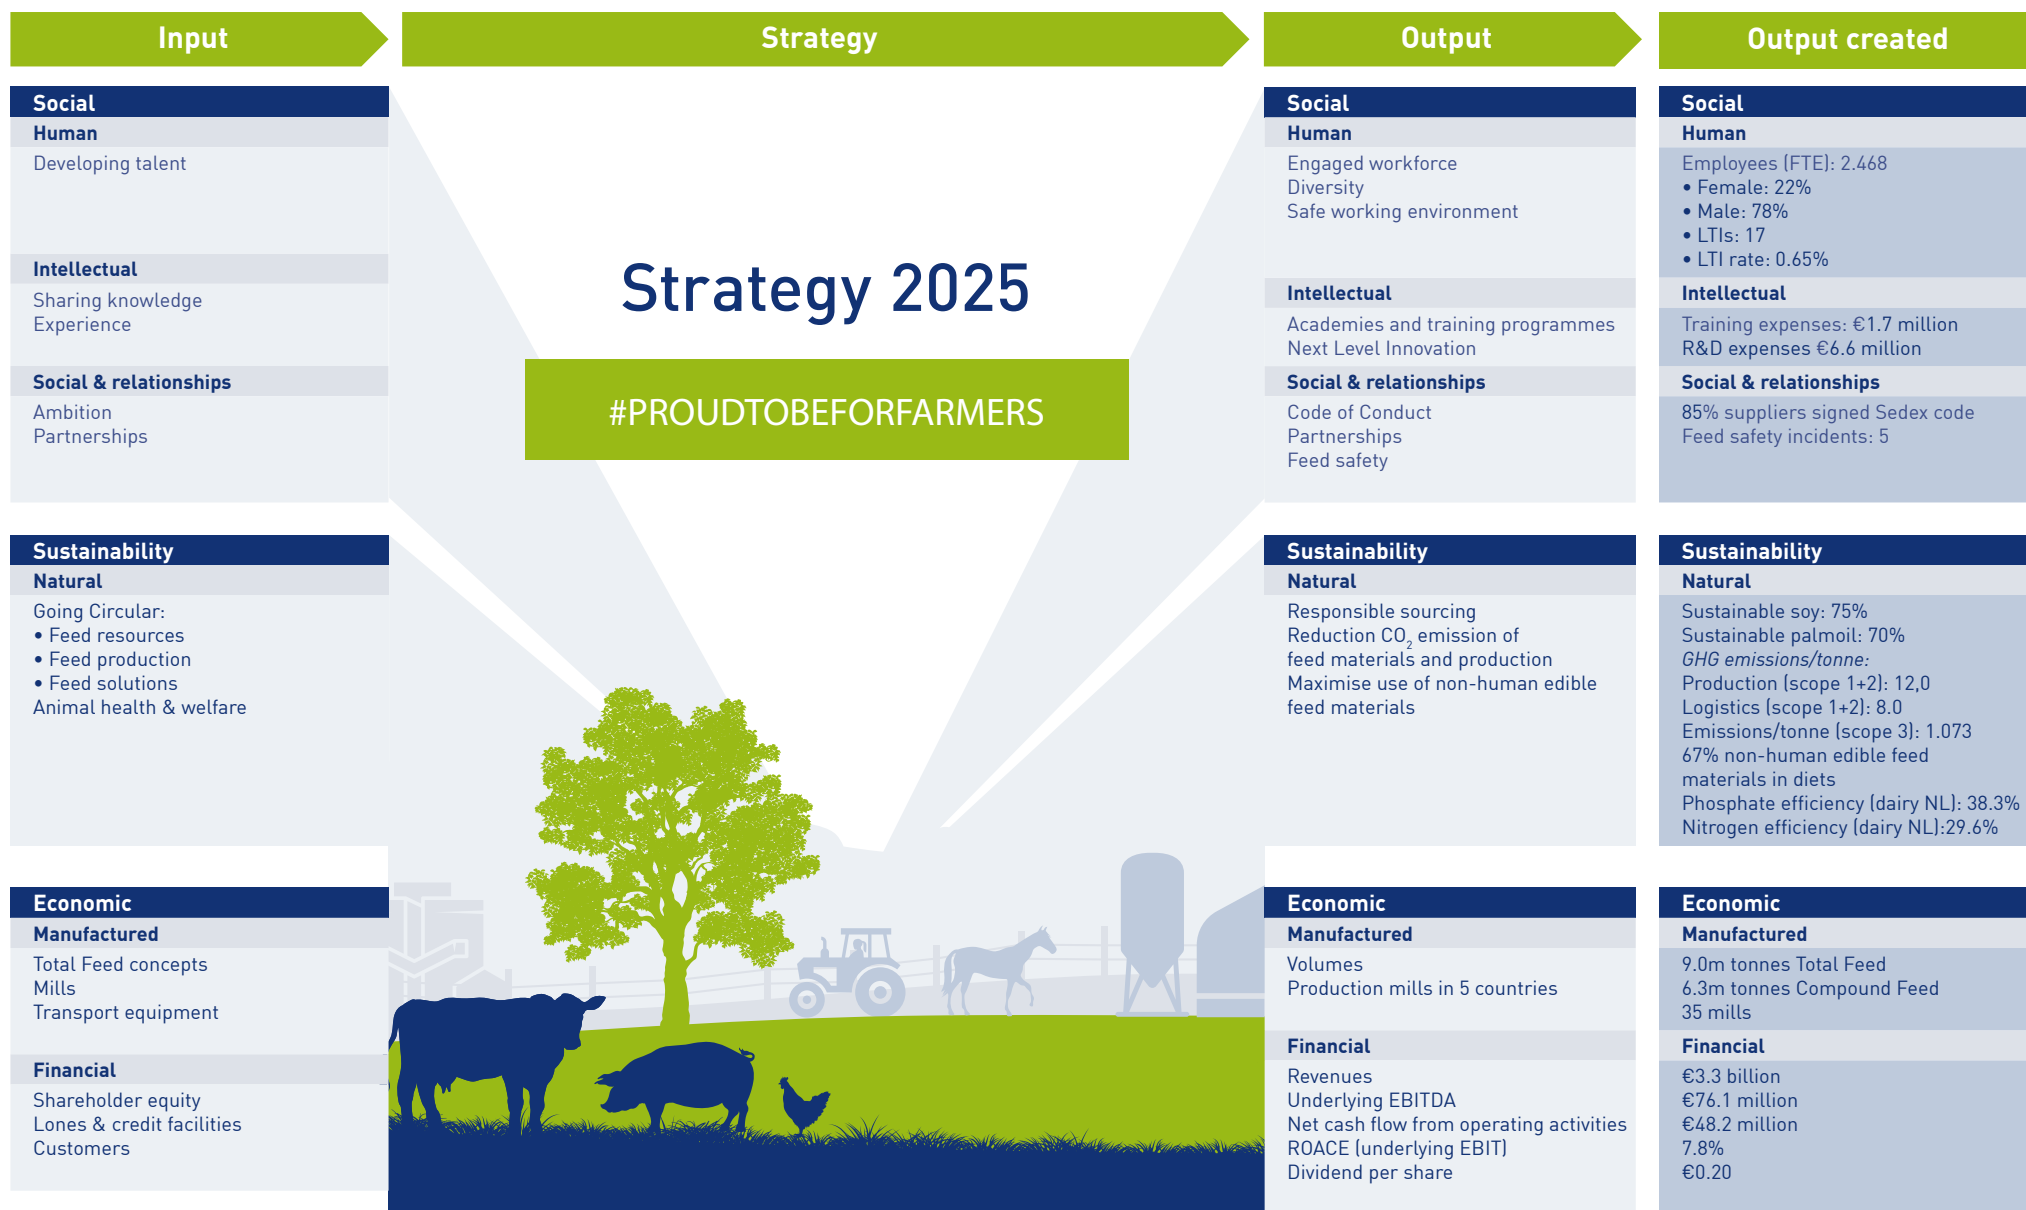 Input
Strategy
Output
Output created
Social
Human
Developing talent
Intellectual
Sharing knowledge
Experience
Social & relationships
Ambition
Partnerships
Sustainability
Natural
Going Circular:
• Feed resources
• Feed production
• Feed solutions
Animal health & welfare
Economic
Manufactured
Total Feed concepts
Mills
Transport equipment
Financial
Shareholder equity
Lones & credit facilities
Customers
Strategy 2025
#PROUDTOBEFORFARMERS
Social
Human
Engaged workforce
Diversity
Safe working environment
Intellectual
Academies and training programmes
Next Level Innovation
Social & relationships
Code of Conduct
Partnerships
Feed safety
Sustainability
Natural
Responsible sourcing
Reduction CO2 emission of
feed materials and production
Maximise use of non-human edible
feed materials
Economic
Manufactured
Volumes
Production mills in 5 countries
Financial
Revenues
Underlying EBITDA
Net cash flow from operating activities
ROACE (underlying EBIT)
Dividend per share
Social
Human
Employees (FTE): 2.468
• Female: 22%
• Male: 78%
• LTIs: 17
• LTI rate: 0.65%
Intellectual
Training expenses: €1.7 million
R&D expenses €6.6 million
Social & relationships
85% suppliers signed Sedex code
Feed safety incidents: 5
Sustainability
Natural
Sustainable soy: 75%
Sustainable palmoil: 70%
GHG emissions/tonne:
Production (scope 1+2): 12,0
Logistics (scope 1+2): 8.0
Emissions/tonne (scope 3): 1.073
67% non-human edible feed
materials in diets
Phosphate efficiency (dairy NL): 38.3%
Nitrogen efficiency (dairy NL):29.6%
Economic
Manufactured
9.0m tonnes Total Feed
6.3m tonnes Compound Feed
35 mills
Financial
€3.3 billion
€76.1 million
€48.2 million
7.8%
€0.20